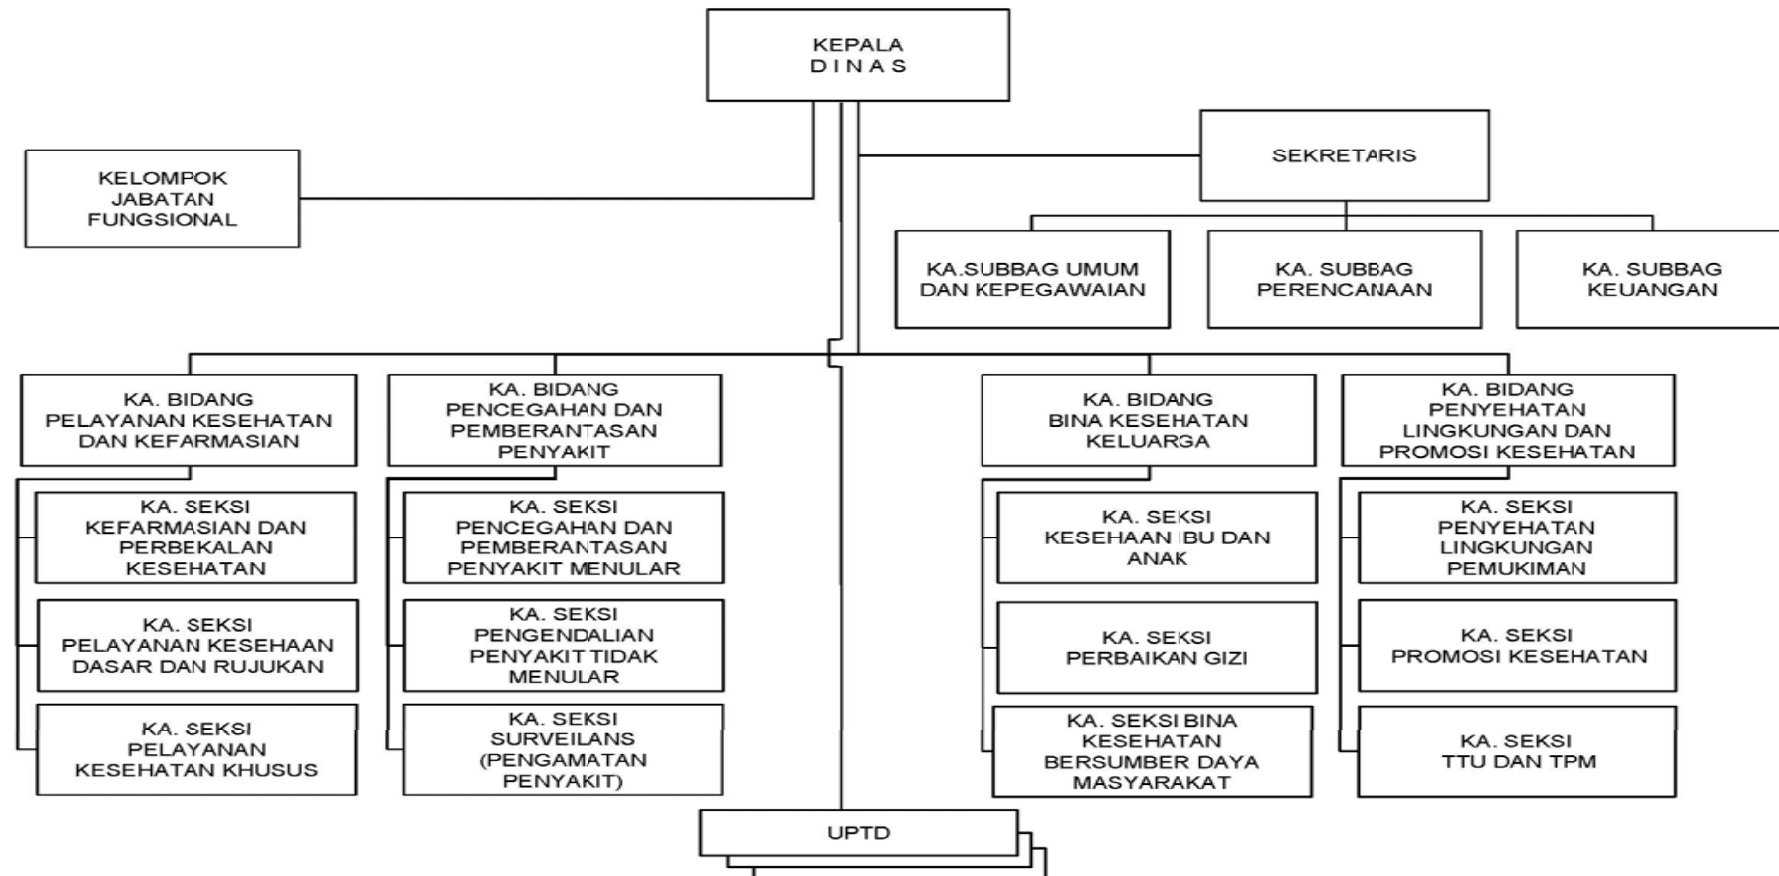 KEPALA
D I N A S
SEKRETARIS
KELOMPOK
JABATAN
FUNGSIONAL
KA.SUBBAG UMUM
DAN KEPEGAWAIAN
KA. SUBBAG
PERENCANAAN
KA. SUBBAG
KEUANGAN
KA. BIDANG
PELAYANAN KESEHATAN
DAN KEFARMASIAN
KA. BIDANG
PENCEGAHAN DAN
PEMBERANTASAN
PENYAKIT
KA. BIDANG
BINA KESEHATAN
KELUARGA
KA. BIDANG
PENYEHATAN
LINGKUNGAN DAN
PROMOSI KESEHATAN
KA. SEKSI
KEFARMASIAN DAN
PERBEKALAN
KESEHATAN
KA. SEKSI
PENCEGAHAN DAN
PEMBERANTASAN
PENYAKIT MENULAR
KA. SEKSI
KESEHAAN IBU DAN
ANAK
KA. SEKSI
PENYEHATAN
LINGKUNGAN
PEMUKIMAN
KA. SEKSI
PELAYANAN KESEHAAN
DASAR DAN RUJUKAN
KA. SEKSI
PENGENDALIAN
PENYAKIT TIDAK
MENULAR
KA. SEKSI
PERBAIKAN GIZI
KA. SEKSI
PROMOSI KESEHATAN
KA. SEKSI
PELAYANAN
KESEHATAN KHUSUS
KA. SEKSI
SURVEILANS
(PENGAMATAN
PENYAKIT)
KA. SEKSI BINA
KESEHATAN
BERSUMBER DAYA
MASYARAKAT
KA. SEKSI
TTU DAN TPM
UPTD